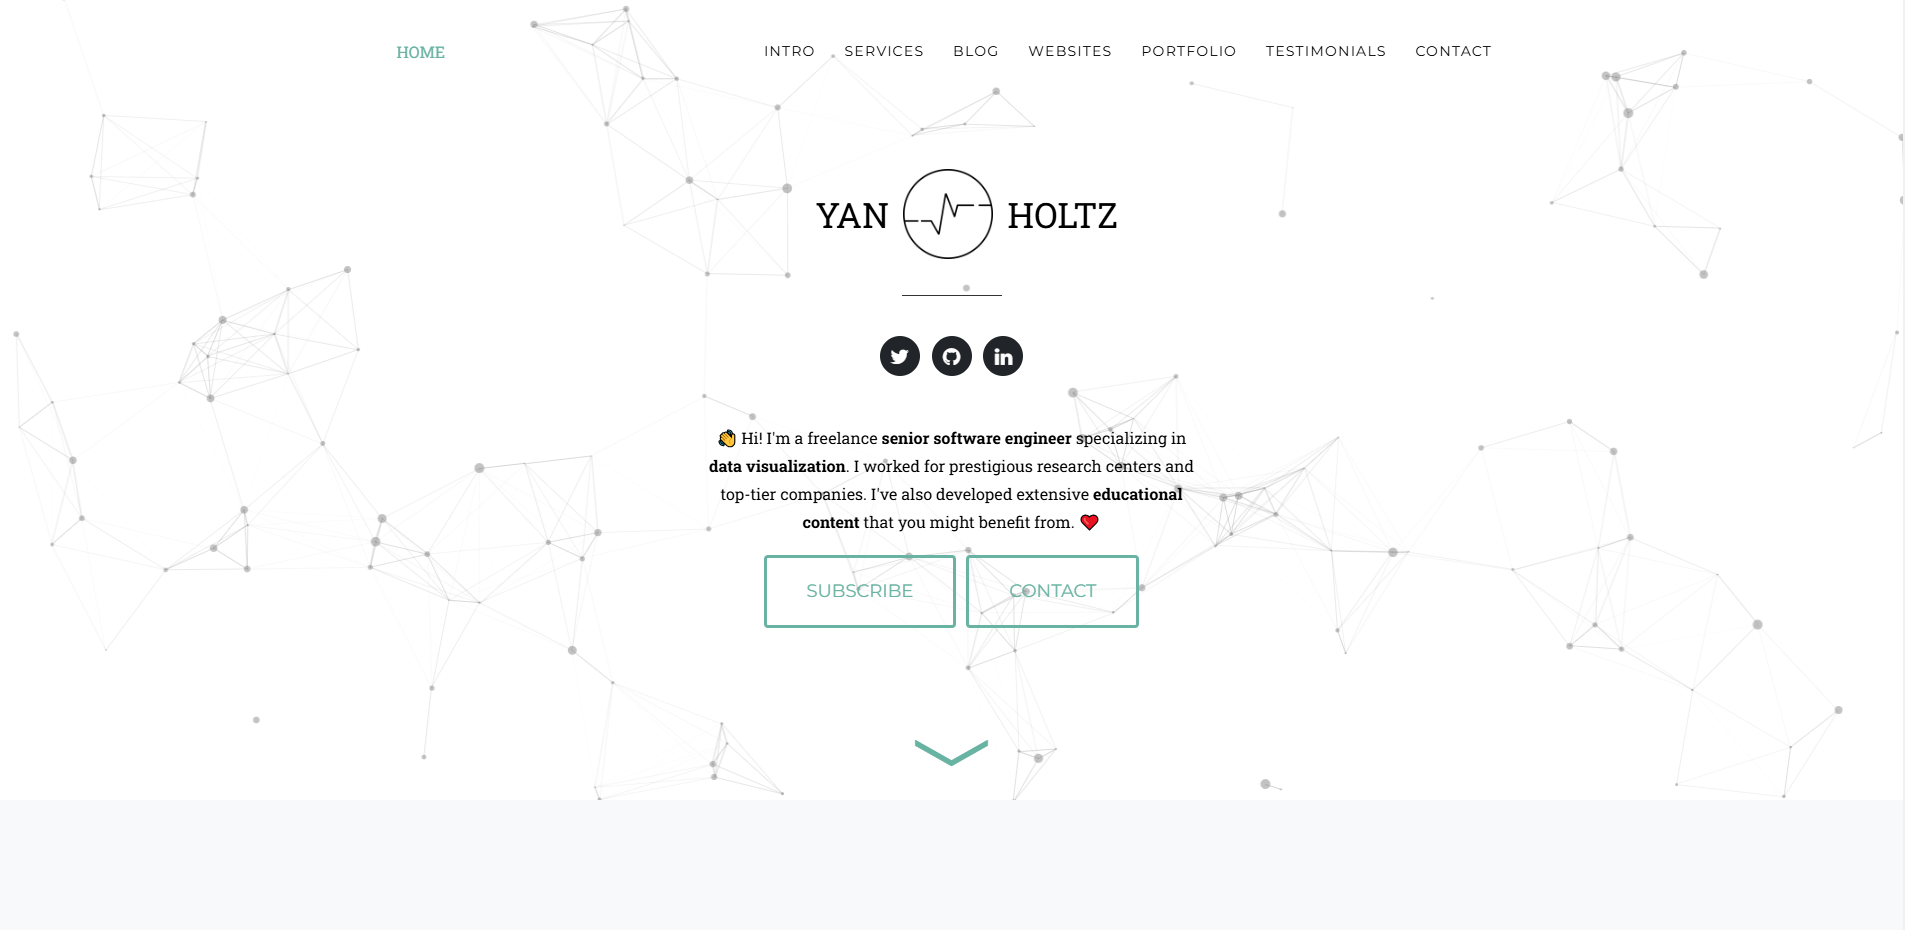 HOME INTRO SERVICES BLOG WEBSITES PORTFOLIO TESTIMONIALS CONTACT
YAN HOLTZ
👋 Hi! I'm a freelance senior software engineer specializing in
data visualization. I worked for prestigious research centers and
top-tier companies. I've also developed extensive educational
content that you might benefit from. ❤️
SUBSCRIBE CONTACT